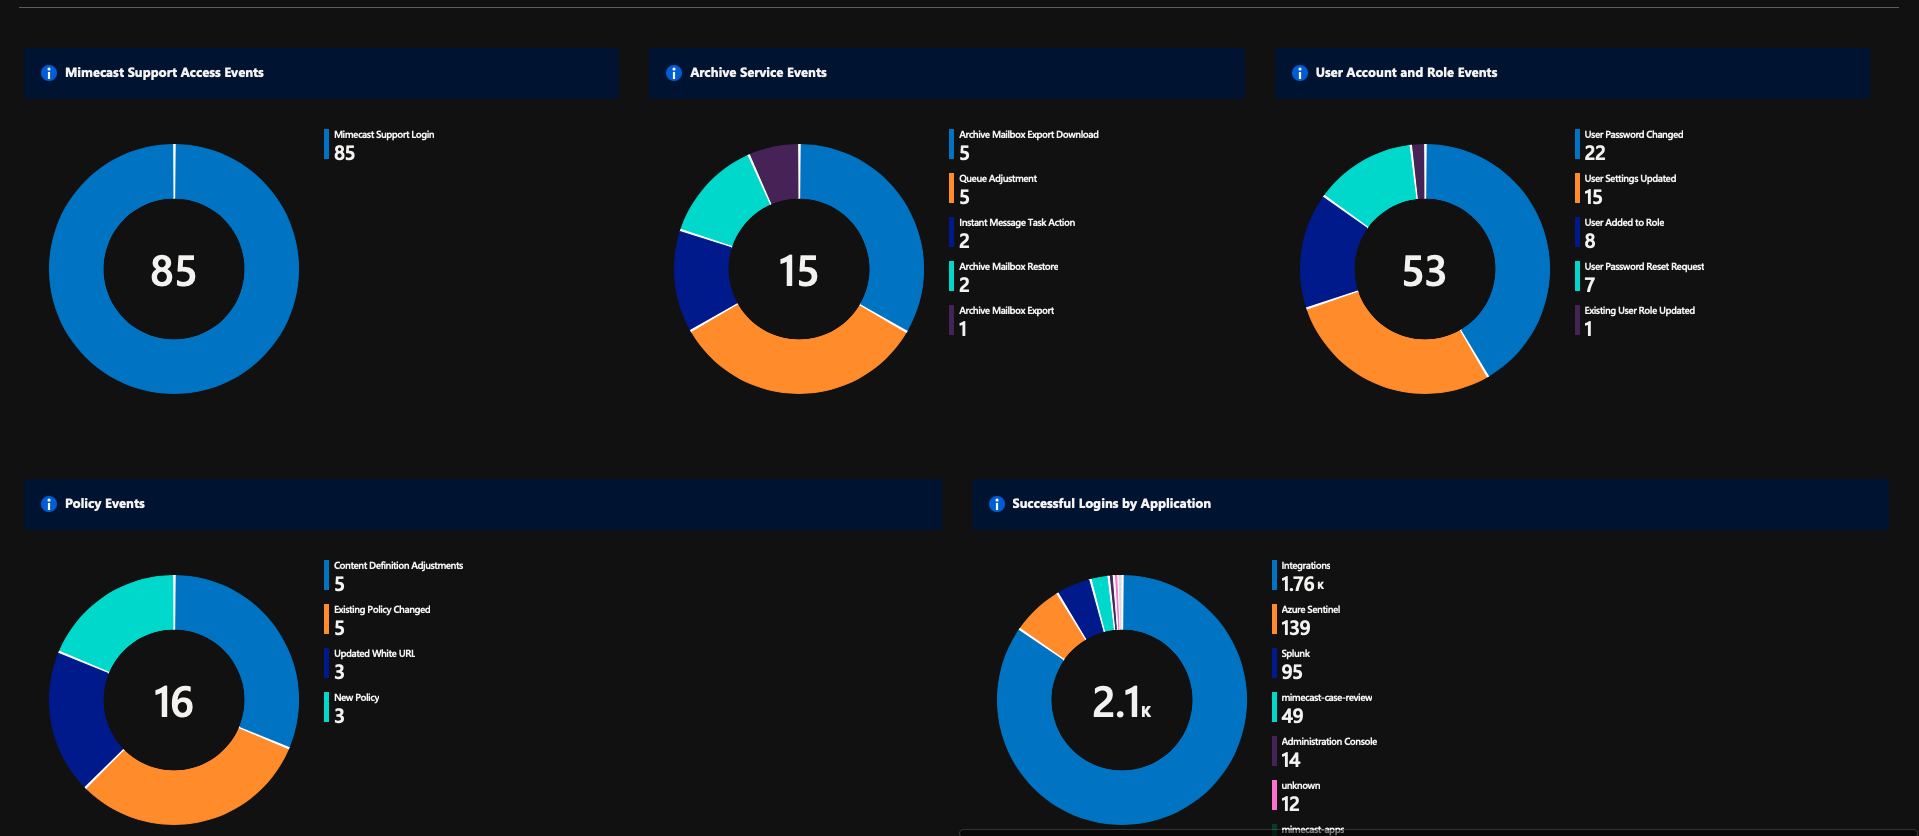 Mimecast Support Access Events
Archive Service Events
User Account and Role Events
85
Mimecast Support Login
85
15
Archive Mailbox Export Download
5
Queue Adjustment
5
Instant Message Task Action
2
Archive Mailbox Restore
2
Archive Mailbox Export
1
53
User Password Changed
22
User Settings Updated
15
User Added to Role
8
User Password Reset Request
7
Existing User Role Updated
1
Policy Events
Successful Logins by Application
16
Content Definition Adjustments
5
Existing Policy Changed
5
Updated White URL
3
New Policy
3
2.1K
Integrations
1.76 K
Azure Sentinel
139
Splunk
95
mimecast-case-review
49
Administration Console
14
unknown
12
mimecast-apps